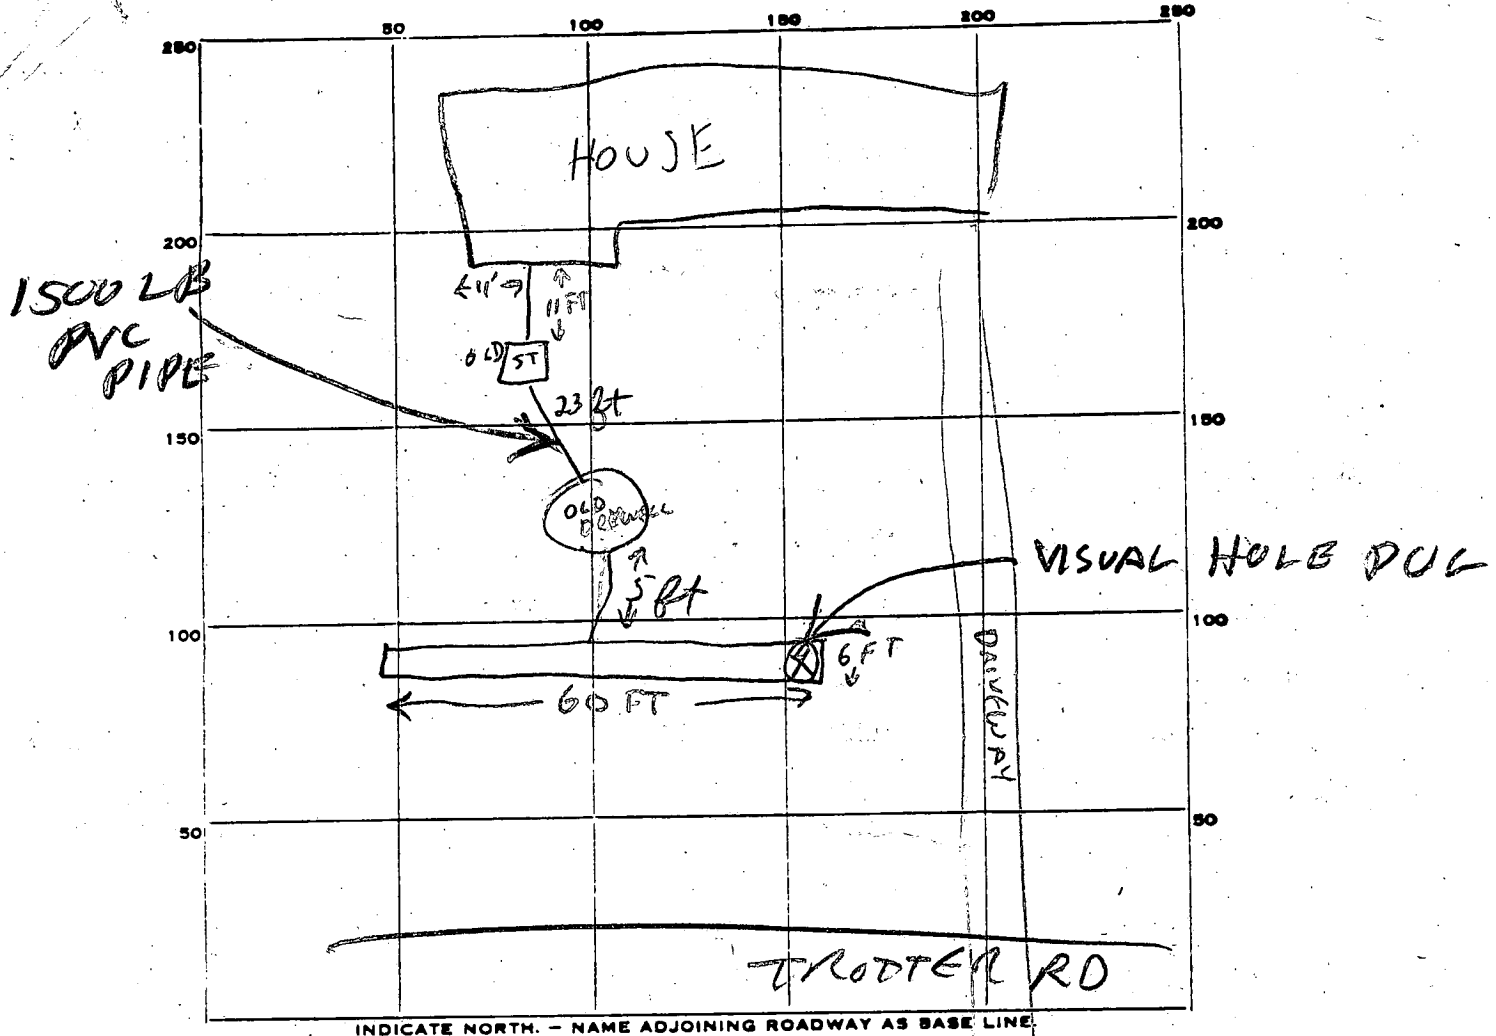 50 100 150 200 250
250
HOUSE
200 200
1500 LB
PVC
PIPE
←11'→
11 FT
OLD ST
23 ft
150 150
OLD
DRYWELL
VISUAL HOLE DUG
5 ft
100 100
6 FT
60 FT
DRIVEWAY
50 50
TROTTER RD
INDICATE NORTH. – NAME ADJOINING ROADWAY AS BASE LINE.